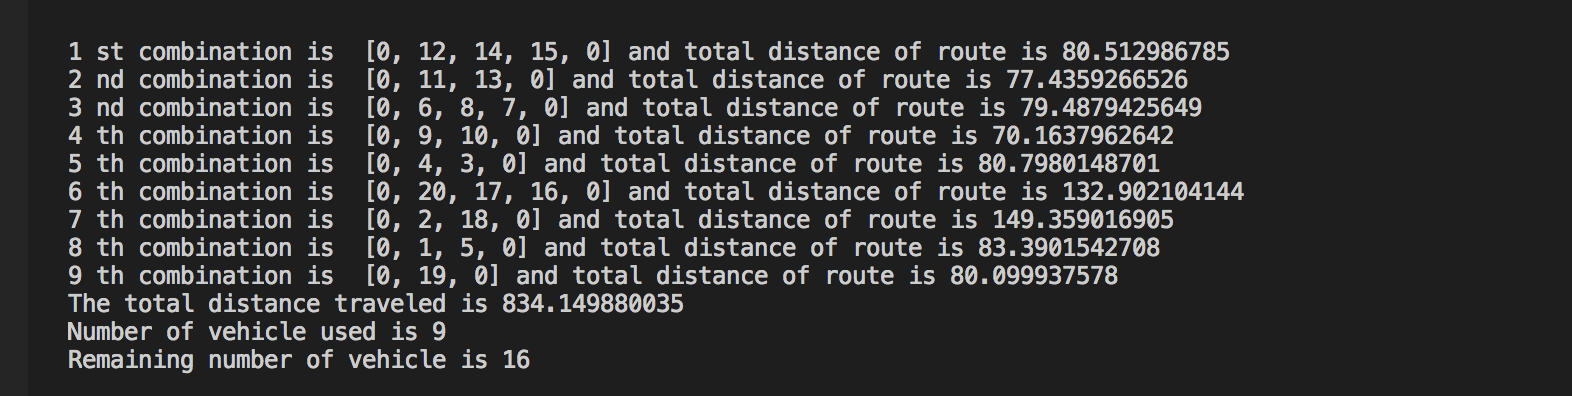 1 st combination is  [0, 12, 14, 15, 0] and total distance of route is 80.512986785
2 nd combination is  [0, 11, 13, 0] and total distance of route is 77.4359266526
3 nd combination is  [0, 6, 8, 7, 0] and total distance of route is 79.4879425649
4 th combination is  [0, 9, 10, 0] and total distance of route is 70.1637962642
5 th combination is  [0, 4, 3, 0] and total distance of route is 80.7980148701
6 th combination is  [0, 20, 17, 16, 0] and total distance of route is 132.902104144
7 th combination is  [0, 2, 18, 0] and total distance of route is 149.359016905
8 th combination is  [0, 1, 5, 0] and total distance of route is 83.3901542708
9 th combination is  [0, 19, 0] and total distance of route is 80.099937578
The total distance traveled is 834.149880035
Number of vehicle used is 9
Remaining number of vehicle is 16